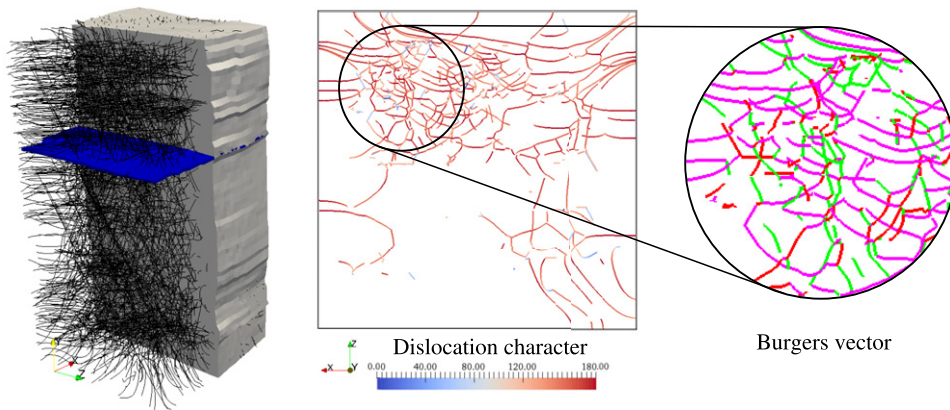 Dislocation character
Burgers vector
Z
X
Y
0.00 40.00 80.00 120.00 180.00
Z